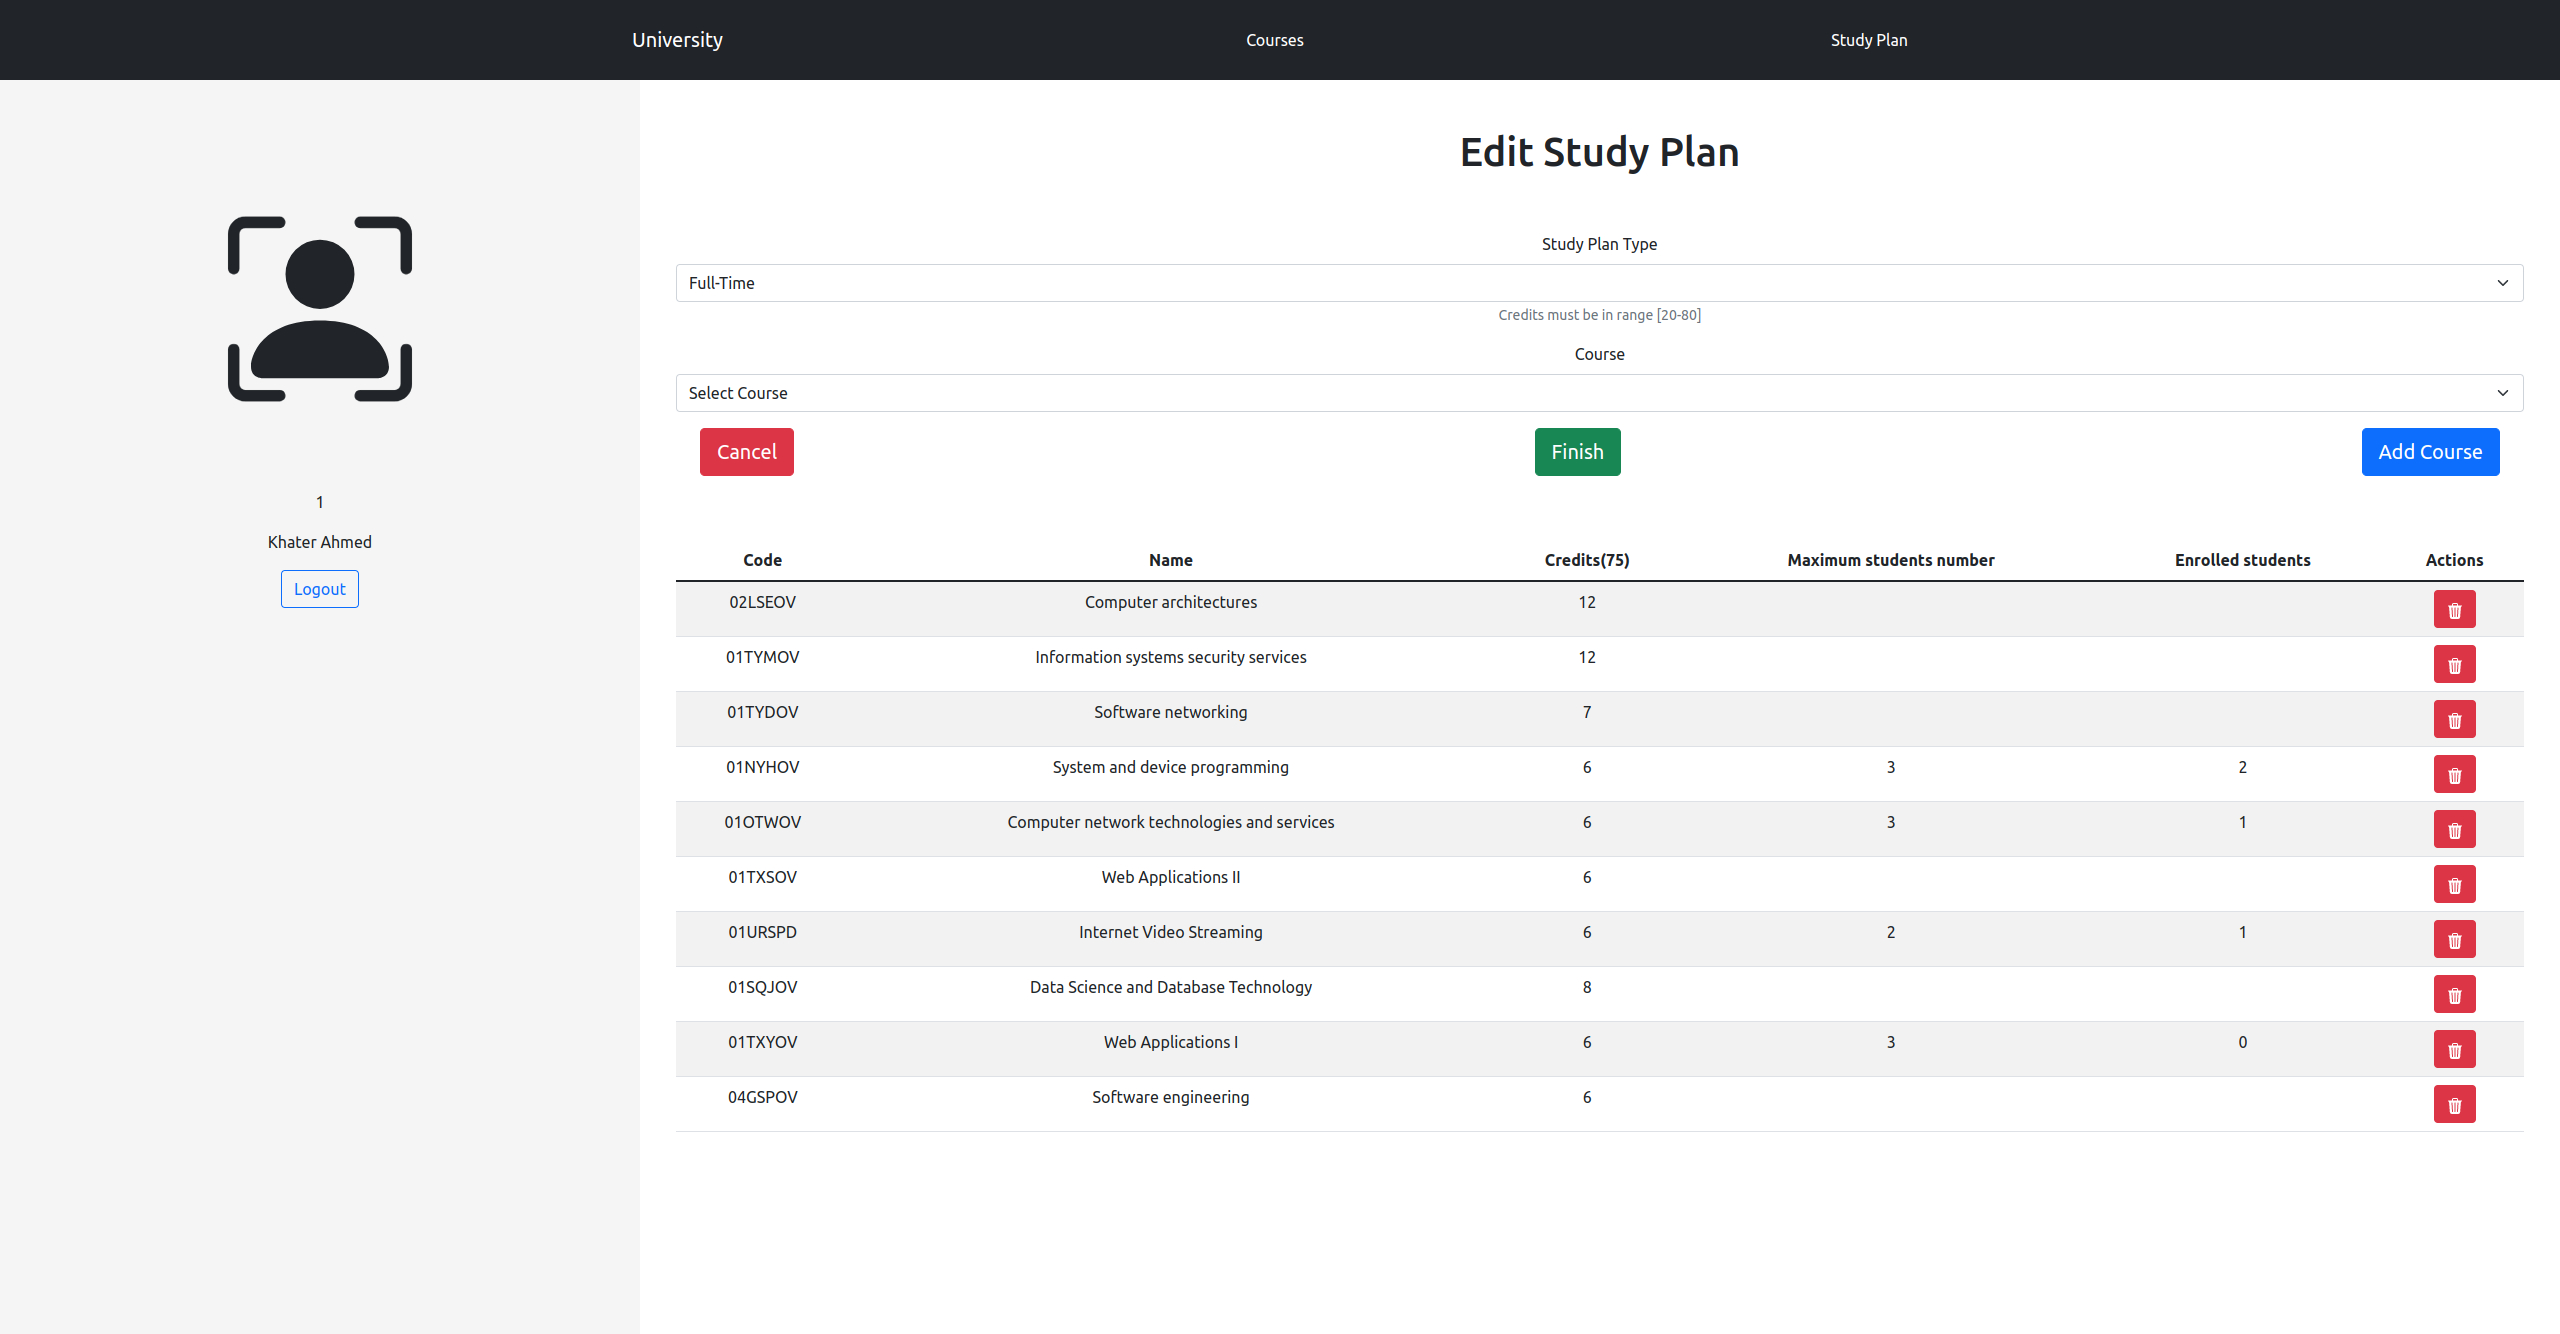 University Courses Study Plan
1
Khater Ahmed
Logout
Edit Study Plan
Study Plan Type
Full-Time
Credits must be in range [20-80]
Course
Select Course
Cancel Finish Add Course
Code Name Credits(75) Maximum students number Enrolled students Actions
02LSEOV Computer architectures 12
01TYMOV Information systems security services 12
01TYDOV Software networking 7
01NYHOV System and device programming 6 3 2
01OTWOV Computer network technologies and services 6 3 1
01TXSOV Web Applications II 6
01URSPD Internet Video Streaming 6 2 1
01SQJOV Data Science and Database Technology 8
01TXYOV Web Applications I 6 3 0
04GSPOV Software engineering 6